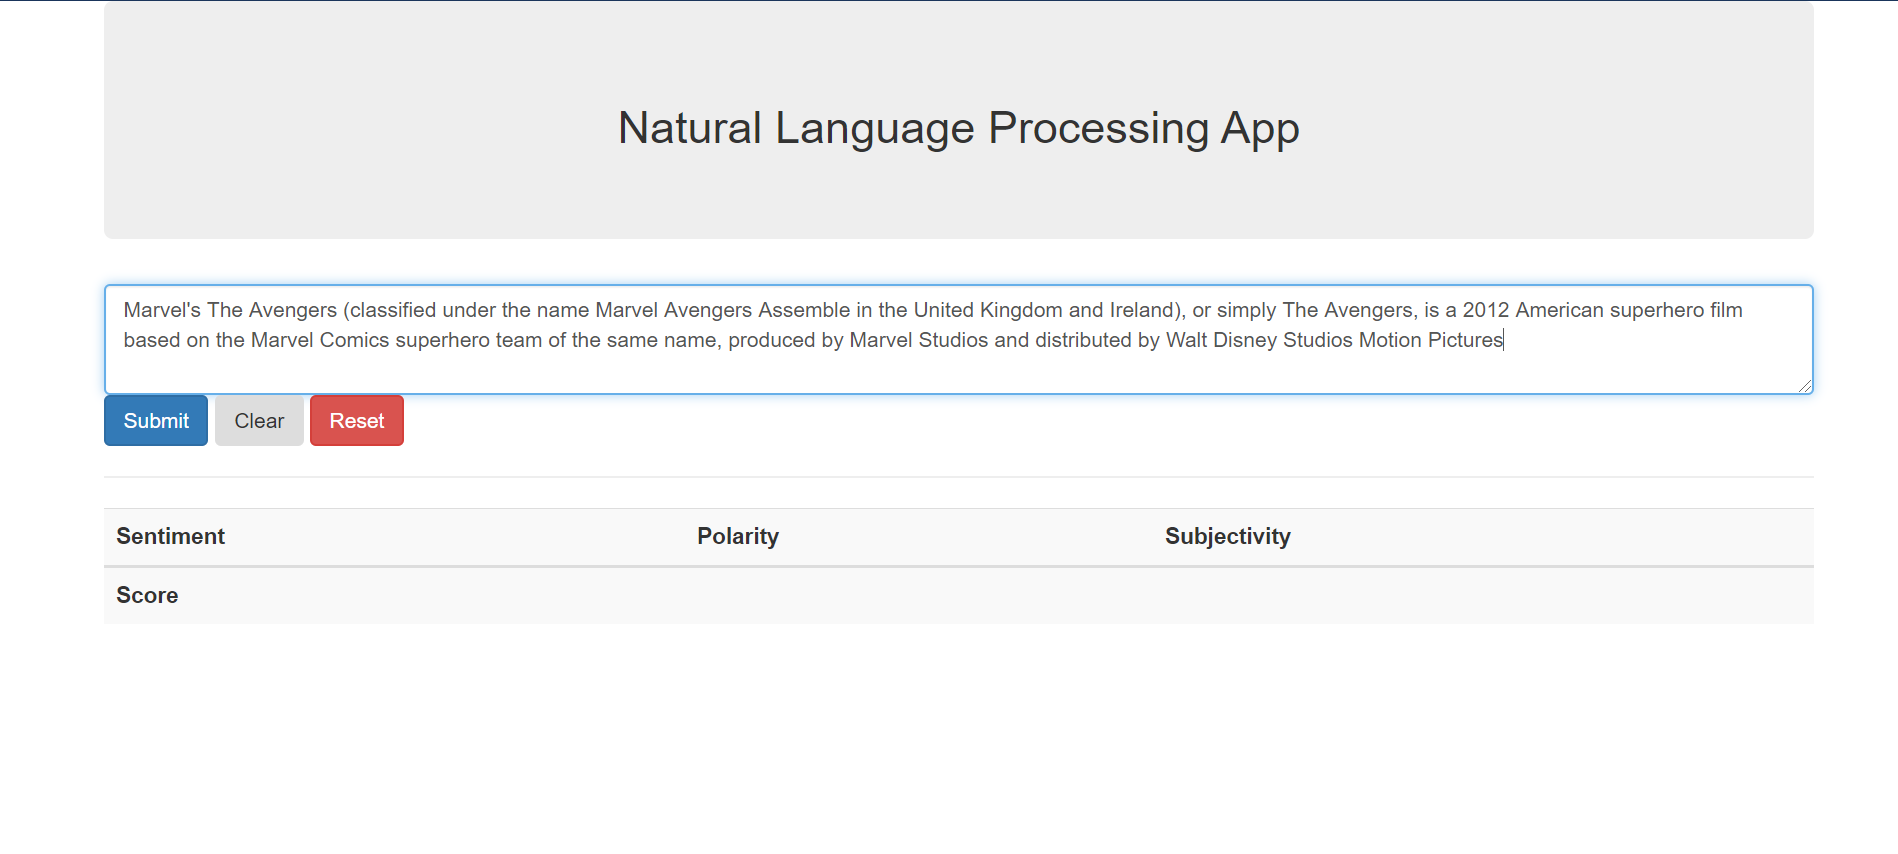 Natural Language Processing App
Marvel's The Avengers (classified under the name Marvel Avengers Assemble in the United Kingdom and Ireland), or simply The Avengers, is a 2012 American superhero film
based on the Marvel Comics superhero team of the same name, produced by Marvel Studios and distributed by Walt Disney Studios Motion Pictures
Submit Clear Reset
Sentiment Polarity Subjectivity
Score